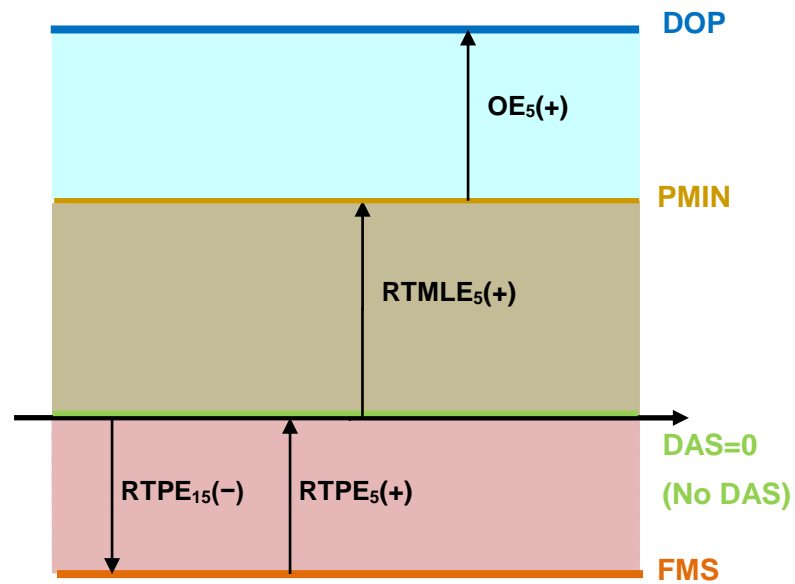 DOP
OE₅(+)
PMIN
RTMLE₅(+)
DAS=0
(No DAS)
RTPE₁₅(−)
RTPE₅(+)
FMS